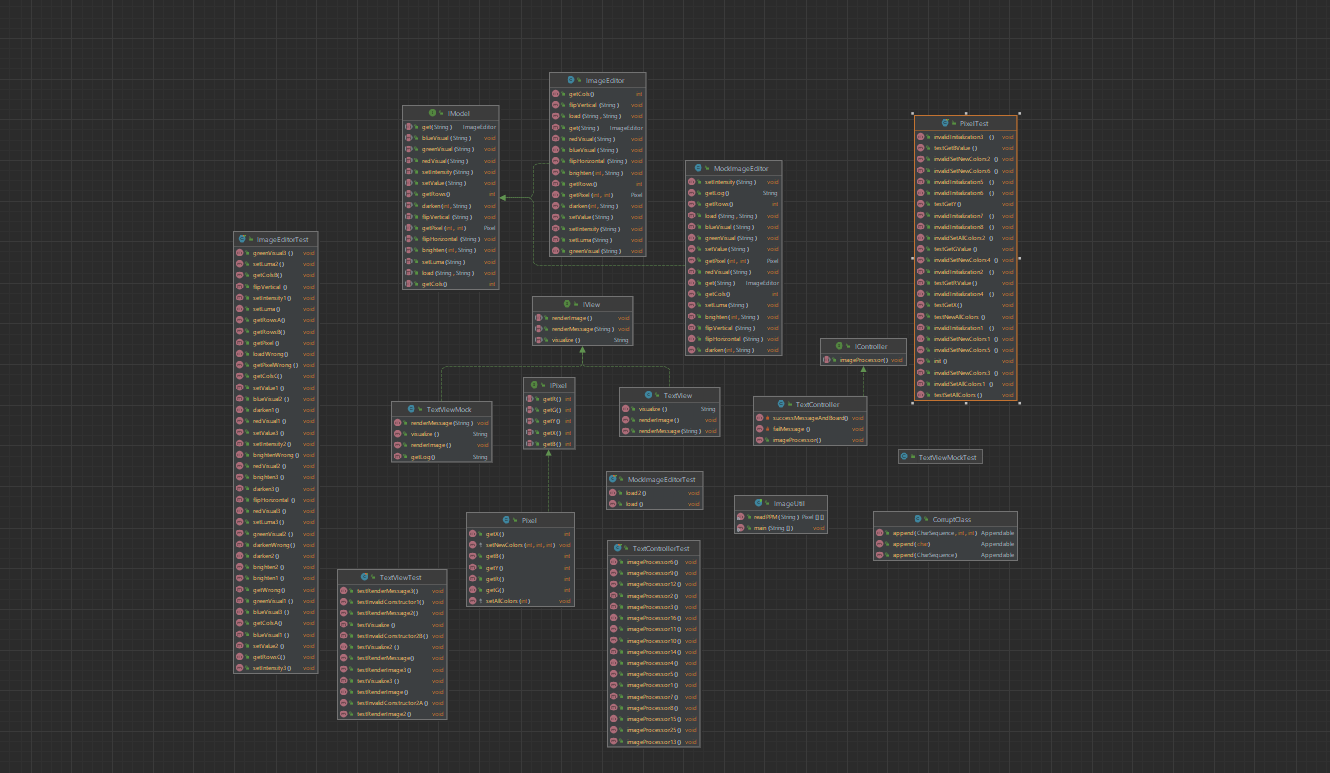 ImageEditor
getCols() int
flipVertical (String) void
load (String, String) void
get(String) ImageEditor
redVisual(String) void
blueVisual (String) void
flipHorizontal (String) void
brighten(int, String) void
getRows() int
getPixel (int, int) Pixel
darken(int, String) void
setValue (String) void
setIntensity (String) void
setLuma (String) void
greenVisual (String) void
IModel
get(String) ImageEditor
blueVisual (String) void
greenVisual (String) void
redVisual(String) void
setIntensity (String) void
setValue (String) void
getRows() int
darken(int, String) void
flipVertical (String) void
getPixel (int, int) Pixel
flipHorizontal (String) void
brighten(int, String) void
setLuma (String) void
load (String, String) void
getCols() int
MockImageEditor
setIntensity (String) void
getLog() String
getRows() int
load (String, String) void
blueVisual (String) void
greenVisual (String) void
setValue (String) void
getPixel (int, int) Pixel
redVisual(String) void
get(String) ImageEditor
getCols() int
setLuma (String) void
brighten(int, String) void
flipVertical (String) void
flipHorizontal (String) void
darken(int, String) void
PixelTest
invalidInitialization3 () void
testGetBValue () void
invalidSetNewColors2 () void
invalidSetNewColors6 () void
invalidInitialization5 () void
invalidInitialization6 () void
testGetY() void
invalidInitialization7 () void
invalidInitialization8 () void
invalidSetAllColors2 () void
testGetGValue () void
invalidSetNewColors4 () void
invalidInitialization2 () void
testGetRValue () void
invalidInitialization4 () void
testGetX() void
testNewAllColors () void
invalidInitialization1 () void
invalidSetNewColors1 () void
invalidSetNewColors5 () void
init () void
invalidSetNewColors3 () void
invalidSetAllColors1 () void
testSetAllColors () void
ImageEditorTest
greenVisual3 () void
setLuma2 () void
getColsB() void
flipVertical () void
setIntensity1 () void
setLuma() void
getRowsA() void
getRowsB() void
getPixel () void
loadWrong() void
getPixelWrong () void
getColsC() void
setValue1 () void
blueVisual2 () void
darken1 () void
redVisual1 () void
setValue3 () void
setIntensity2 () void
brightenWrong () void
redVisual2 () void
brighten3 () void
darken3 () void
flipHorizontal () void
redVisual3 () void
setLuma3 () void
greenVisual2 () void
darkenWrong() void
darken2 () void
brighten2 () void
brighten1 () void
getWrong() void
greenVisual1 () void
blueVisual3 () void
getColsA() void
blueVisual1 () void
setValue2 () void
getRowsC() void
setIntensity3 () void
IView
renderImage() void
renderMessage(String) void
visualize () String
IController
imageProcessor() void
IPixel
getR() int
getG() int
getY() int
getX() int
getB() int
TextView
visualize () String
renderImage() void
renderMessage(String) void
TextController
successMessageAndBoard() void
failMessage () void
imageProcessor() void
TextViewMock
renderMessage(String) void
visualize () String
renderImage() void
getLog() String
TextViewMockTest
MockImageEditorTest
load2 () void
load () void
ImageUtil
readPPM(String) Pixel [][]
main (String []) void
CorruptClass
append (CharSequence, int, int) Appendable
append (char) Appendable
append (CharSequence) Appendable
Pixel
getX() int
setNewColors (int, int, int) void
getB() int
getY() int
getR() int
getG() int
setAllColors (int) void
TextControllerTest
imageProcessor6 () void
imageProcessor9 () void
imageProcessor12 () void
imageProcessor2 () void
imageProcessor3 () void
imageProcessor16 () void
imageProcessor11 () void
imageProcessor10 () void
imageProcessor14 () void
imageProcessor4 () void
imageProcessor5 () void
imageProcessor1 () void
imageProcessor7 () void
imageProcessor8 () void
imageProcessor15 () void
imageProcessor25 () void
imageProcessor13 () void
TextViewTest
testRenderMessage3() void
testInvalidConstructor1() void
testRenderMessage2() void
testVisualize () void
testInvalidConstructor2B () void
testVisualize2 () void
testRenderMessage() void
testRenderImage3 () void
testVisualize3 () void
testRenderImage() void
testInvalidConstructor2A () void
testRenderImage2 () void